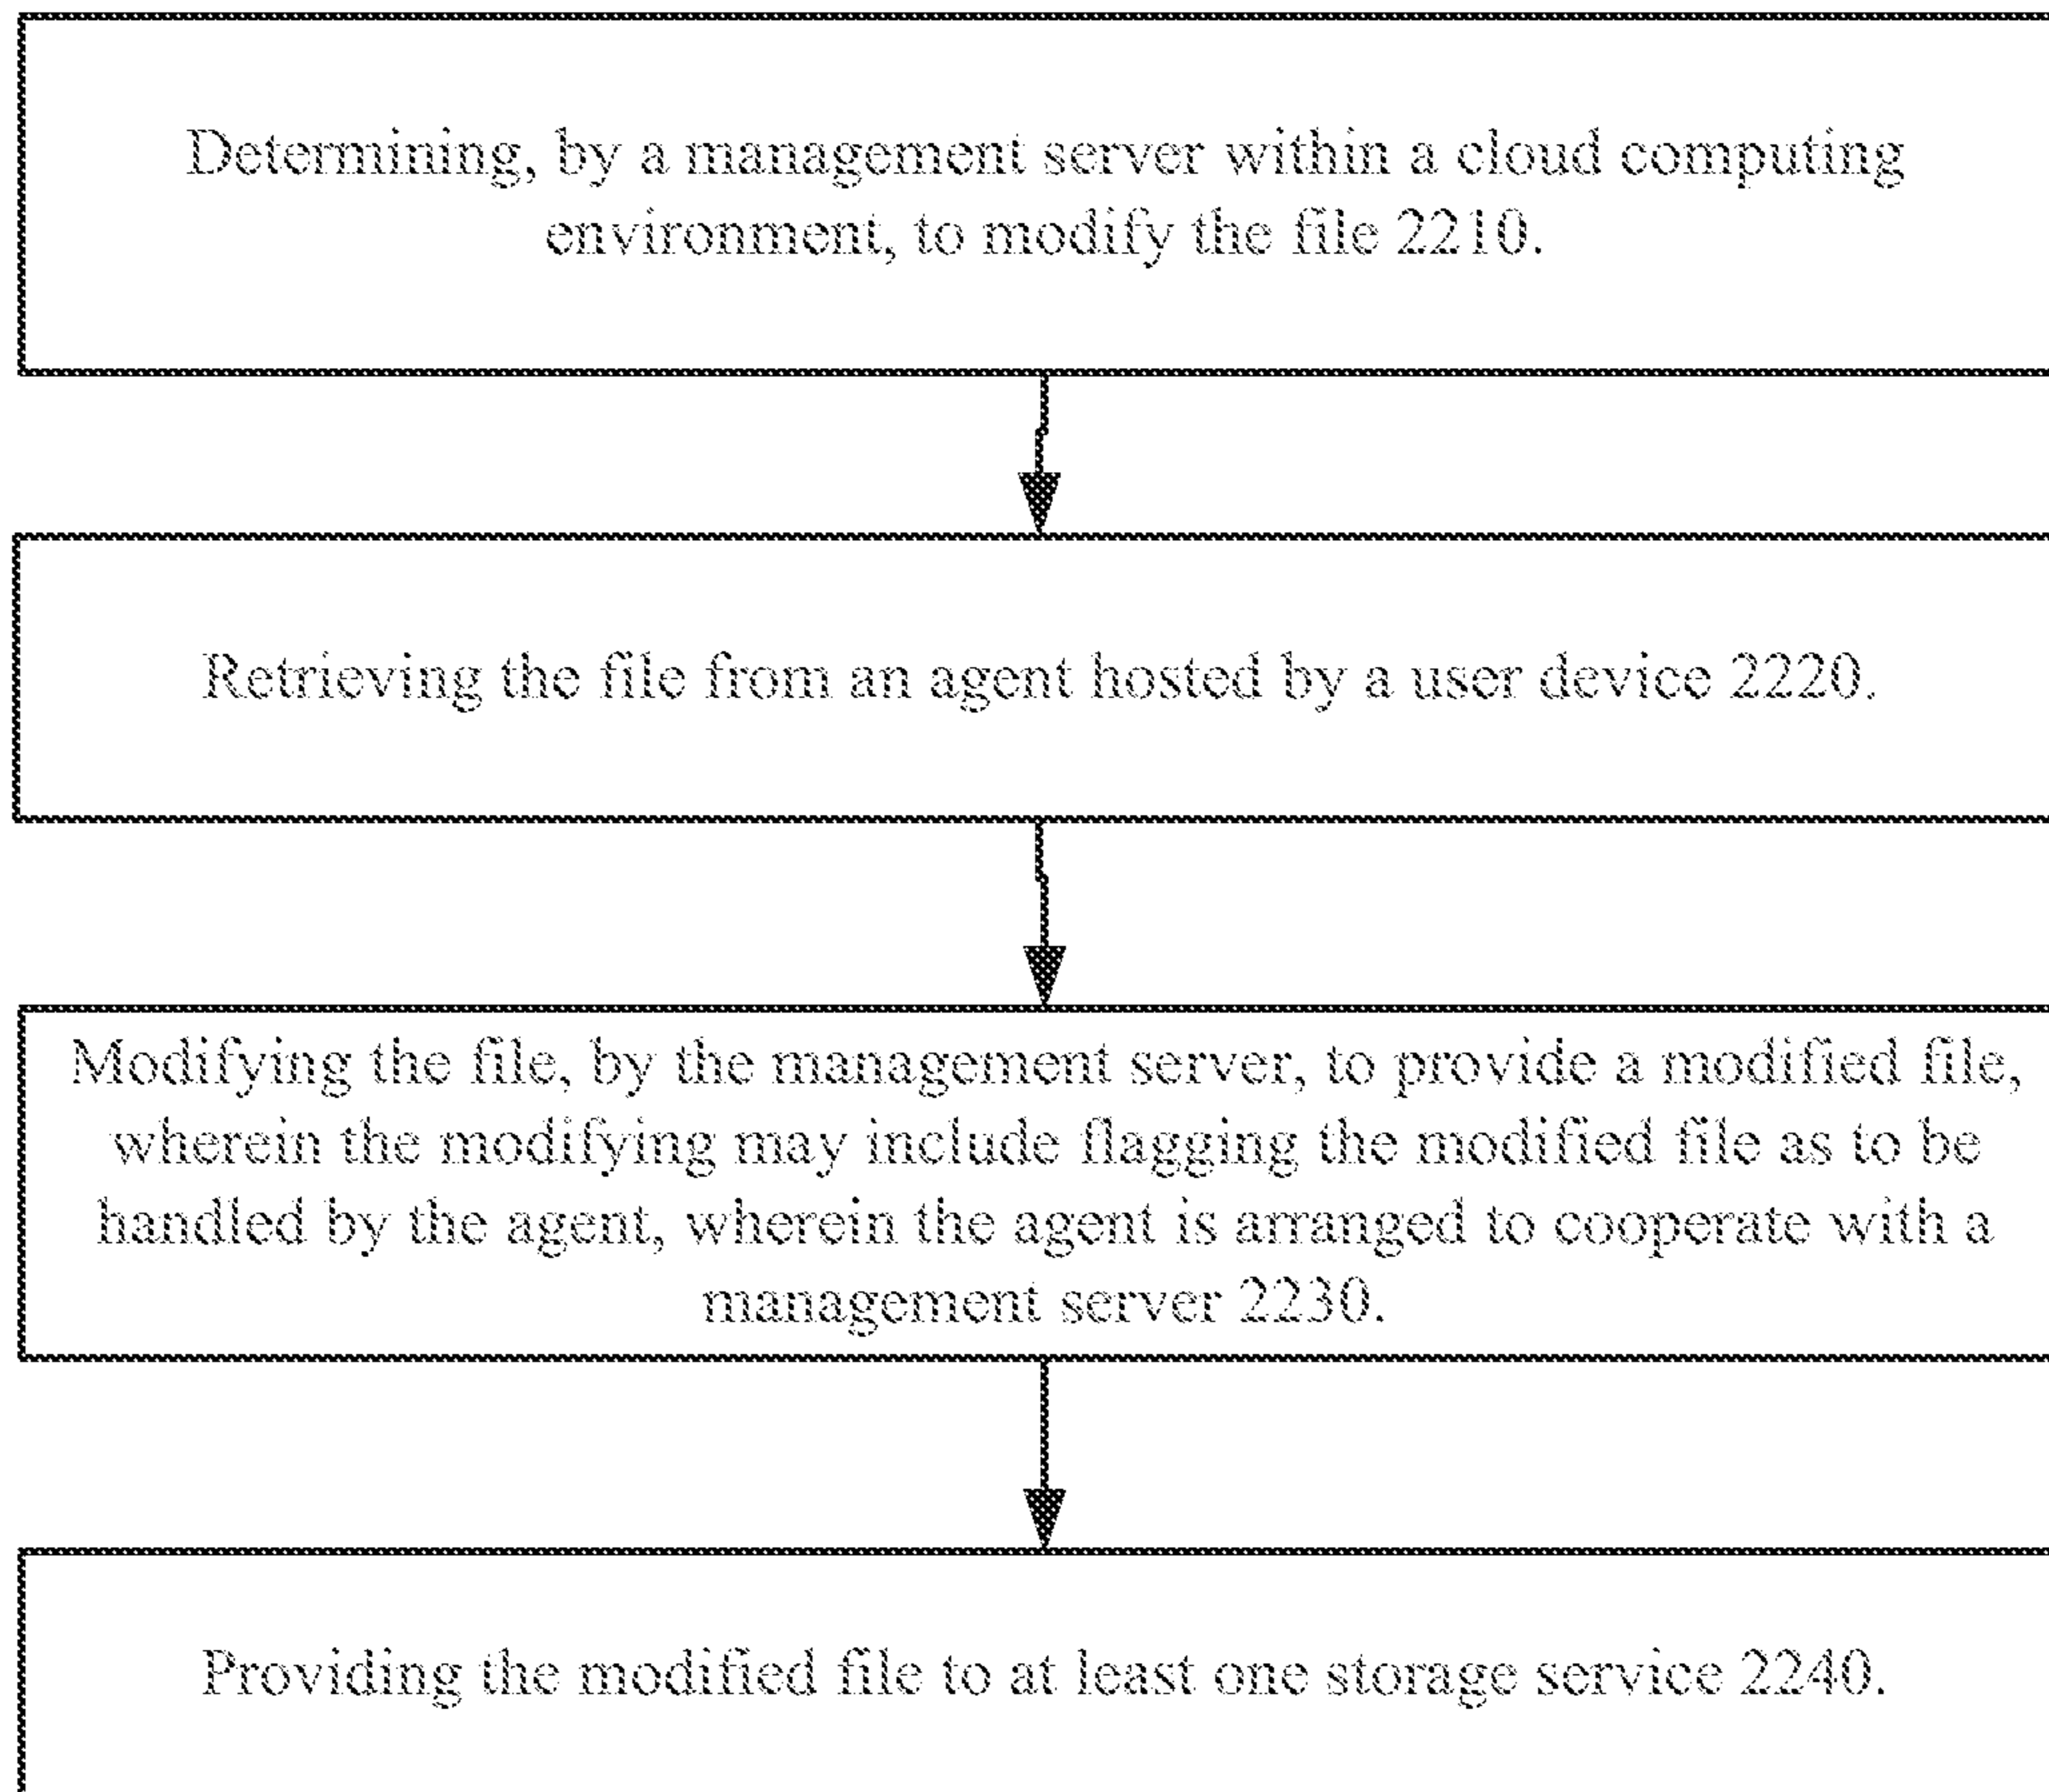 Determining, by a management server within a cloud computing
environment, to modify the file 2210.
Retrieving the file from an agent hosted by a user device 2220.
Modifying the file, by the management server, to provide a modified file,
wherein the modifying may include flagging the modified file as to be
handled by the agent, wherein the agent is arranged to cooperate with a
management server 2230.
Providing the modified file to at least one storage service 2240.